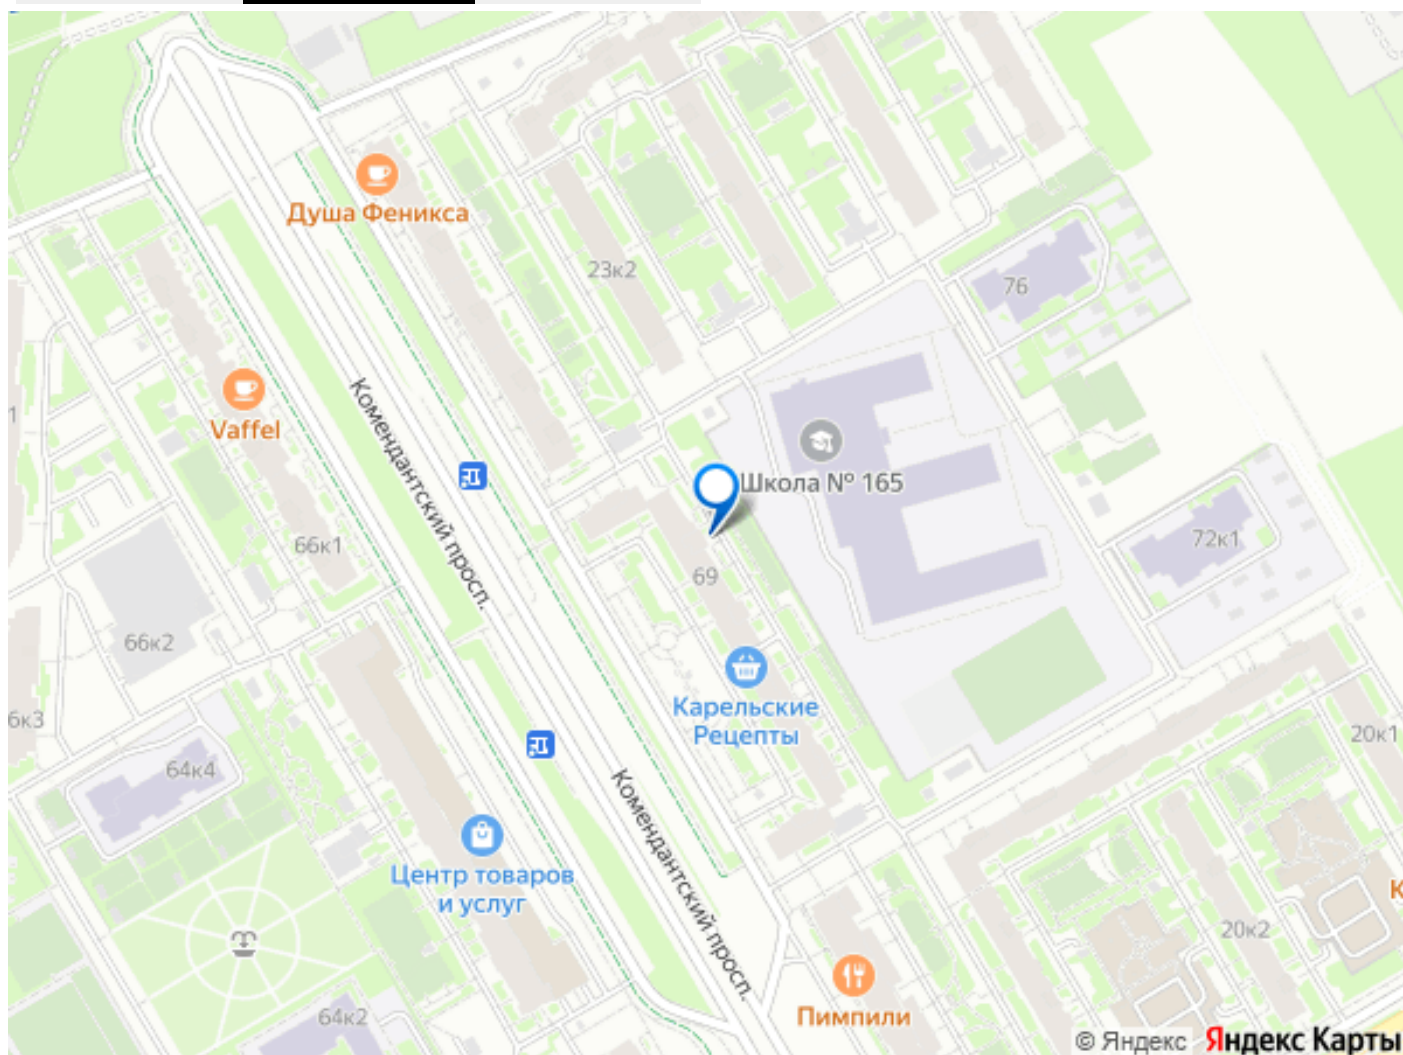 Душа Феникса
23к2
76
1
Vaffel
Комендантский просп.
Школа № 165
66к1
72к1
69
66к2
Карельские
Рецепты
6к3
20к1
64к4
Комендантский просп.
Центр товаров
и услуг
К
20к2
Пимпили
64к2
© Яндекс Яндекс Карты